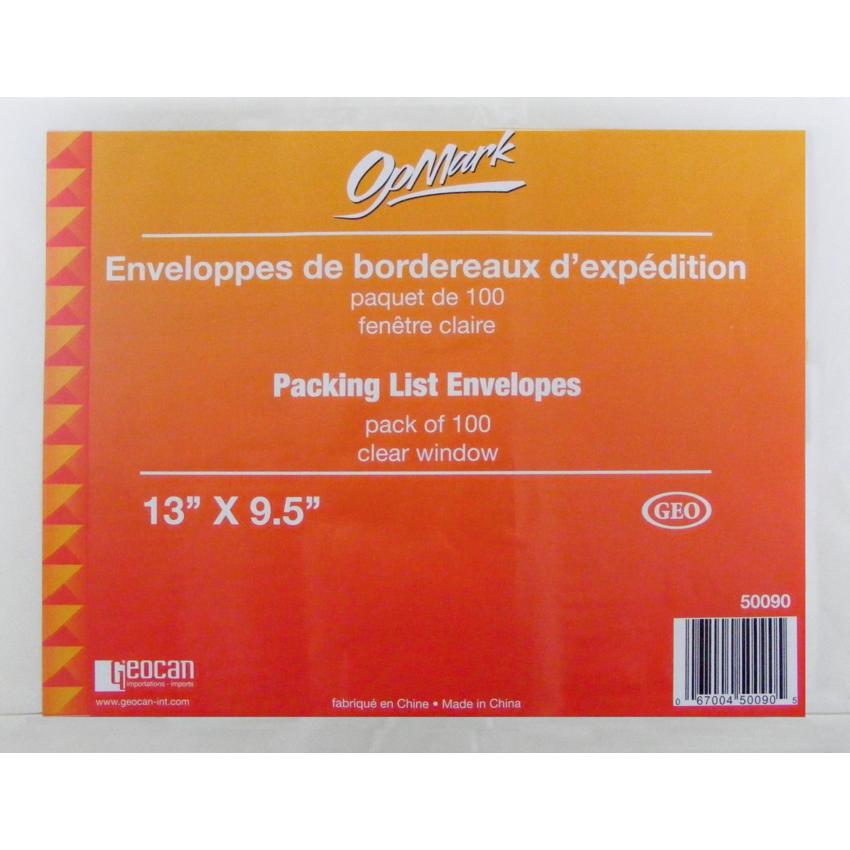 OpMark
Enveloppes de bordereaux d'expédition
paquet de 100
fenêtre claire
Packing List Envelopes
pack of 100
clear window
13” X 9.5”
GEO
50090
Geocan
importations - imports
www.geocan-int.com
fabriqué en Chine • Made in China
0 67004 50090 5